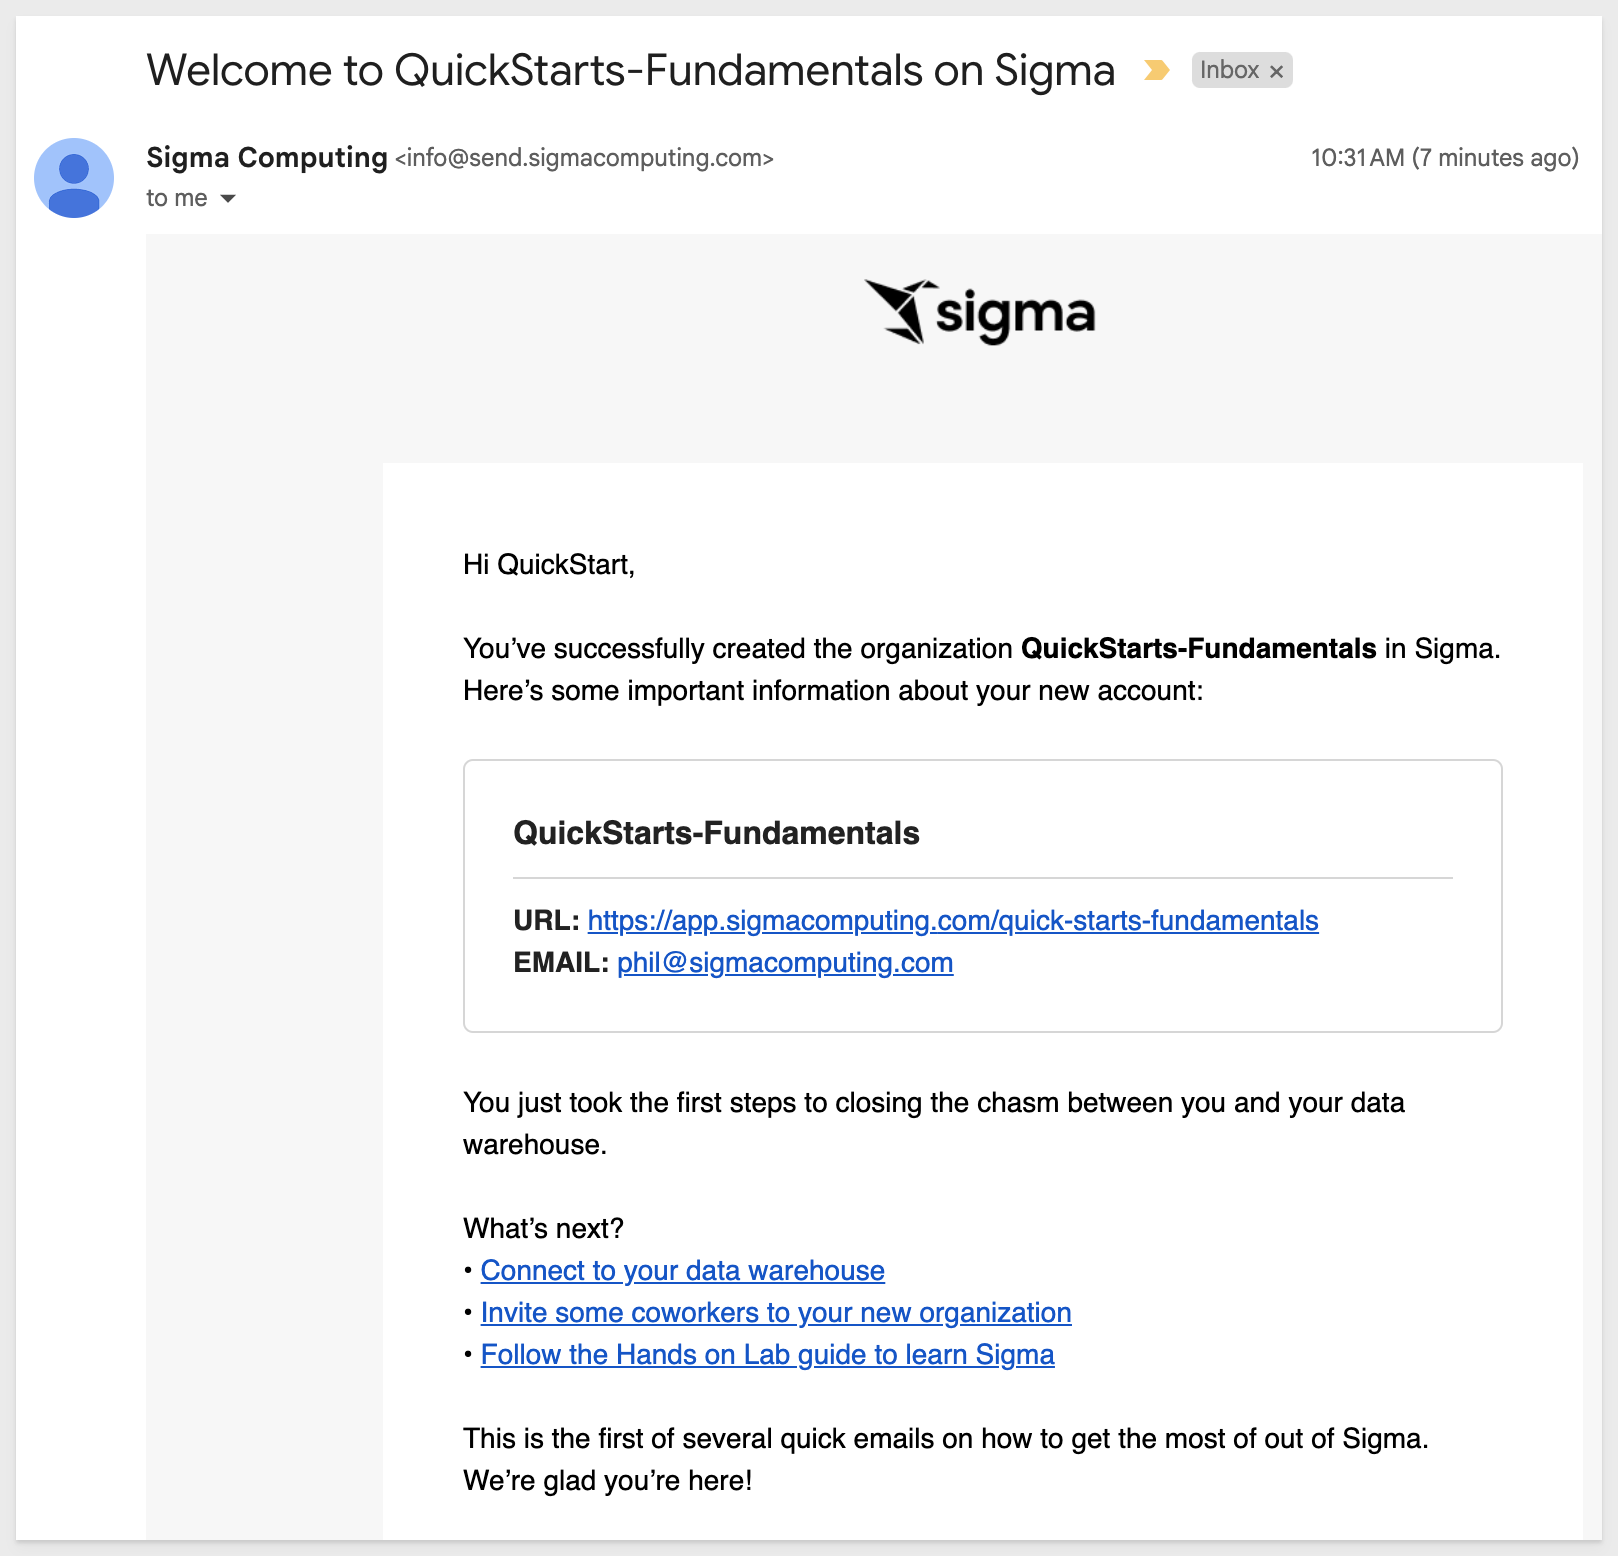 Welcome to QuickStarts-Fundamentals on Sigma
Inbox ×
Sigma Computing <info@send.sigmacomputing.com>
10:31 AM (7 minutes ago)
to me
sigma
Hi QuickStart,
You’ve successfully created the organization QuickStarts-Fundamentals in Sigma.
Here’s some important information about your new account:
QuickStarts-Fundamentals
URL: https://app.sigmacomputing.com/quick-starts-fundamentals
EMAIL: phil@sigmacomputing.com
You just took the first steps to closing the chasm between you and your data
warehouse.
What’s next?
• Connect to your data warehouse
• Invite some coworkers to your new organization
• Follow the Hands on Lab guide to learn Sigma
This is the first of several quick emails on how to get the most of out of Sigma.
We’re glad you’re here!